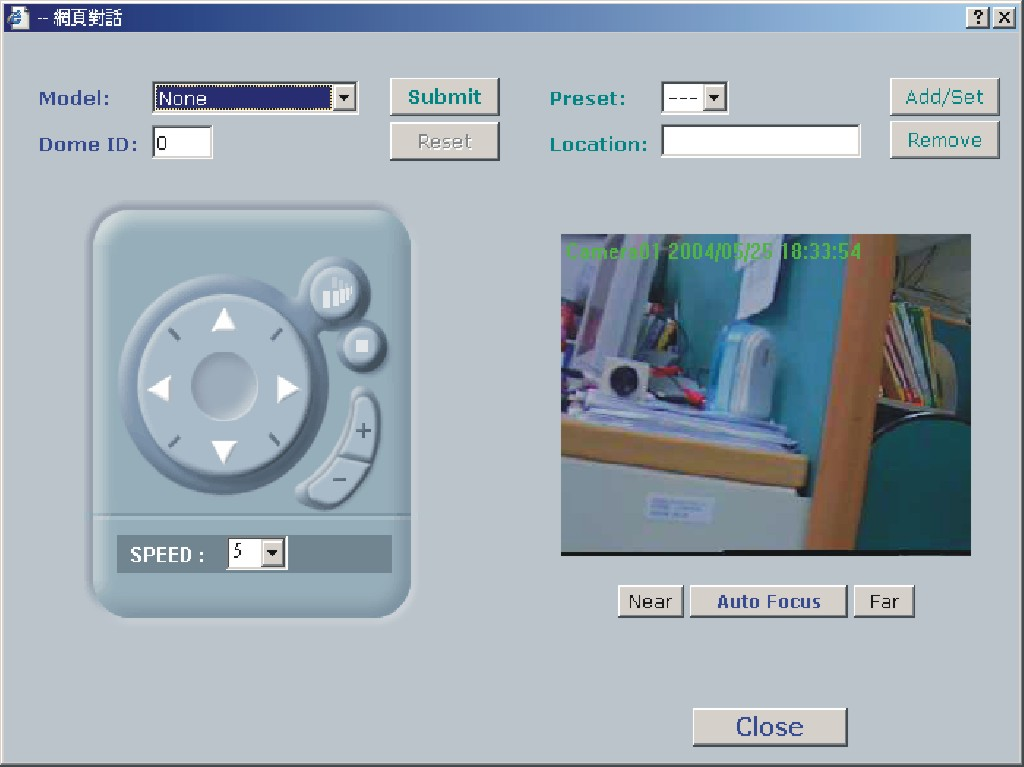 -- 網頁對話
Model: None Submit Preset: --- Add/Set
Dome ID: 0 Reset Location: Remove
Camera01 2004/05/25 18:33:54
SPEED : 5
Near Auto Focus Far
Close